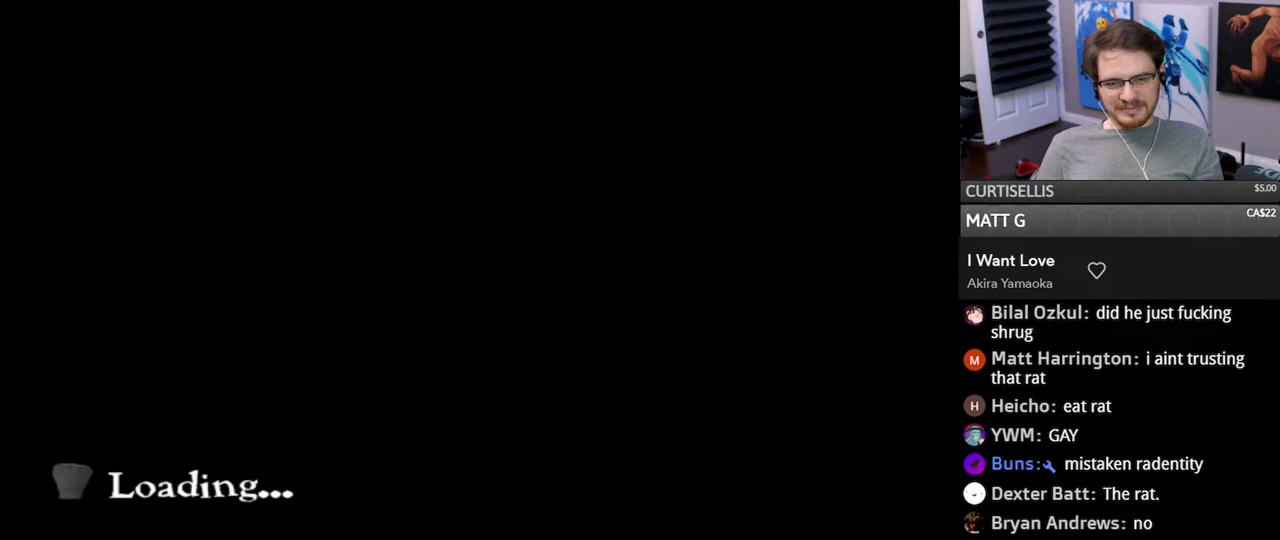 CURTISELLIS $5.00
MATT G CA$22
I Want Love
Akira Yamaoka
Bilal Ozkul: did he just fucking
shrug
Matt Harrington: i aint trusting
that rat
M
Heicho: eat rat
H
YWM: GAY
Buns: mistaken radentity
Dexter Batt: The rat.
Bryan Andrews: no
Loading...